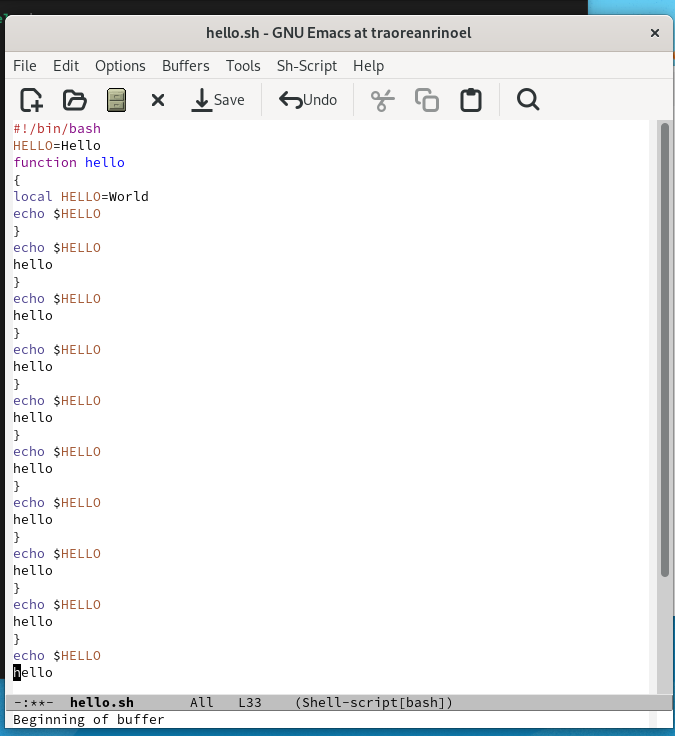 hello.sh - GNU Emacs at traoreanrinoel
File Edit Options Buffers Tools Sh-Script Help
Save Undo
#!/bin/bash
HELLO=Hello
function hello
{
local HELLO=World
echo $HELLO
}
echo $HELLO
hello
}
echo $HELLO
hello
}
echo $HELLO
hello
}
echo $HELLO
hello
}
echo $HELLO
hello
}
echo $HELLO
hello
}
echo $HELLO
hello
}
echo $HELLO
hello
}
echo $HELLO
hello
-:**- hello.sh All L33 (Shell-script[bash])
Beginning of buffer